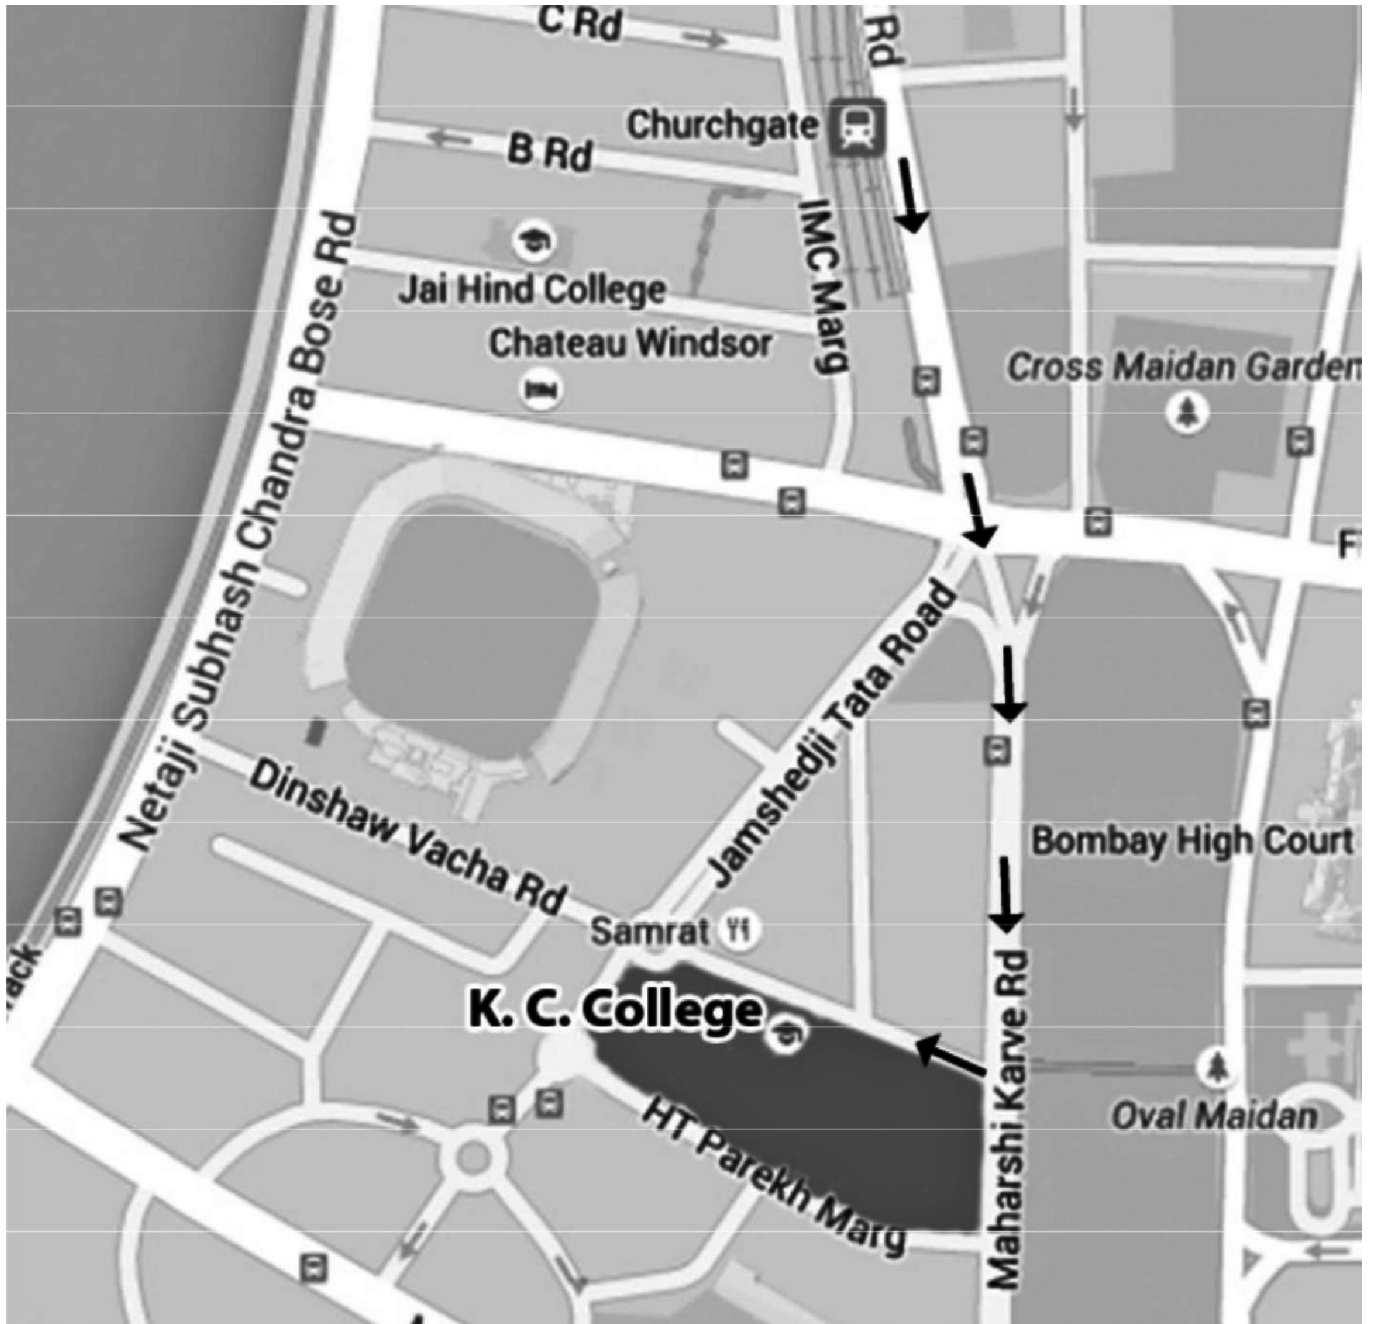 C Rd
Rd
Churchgate
B Rd
IMC Marg
Jai Hind College
Chateau Windsor
Cross Maidan Garden
Netaji Subhash Chandra Bose Rd
F
Jamshedji Tata Road
Dinshaw Vacha Rd
Bombay High Court
Samrat
rack
K. C. College
Maharshi Karve Rd
HT Parekh Marg
Oval Maidan